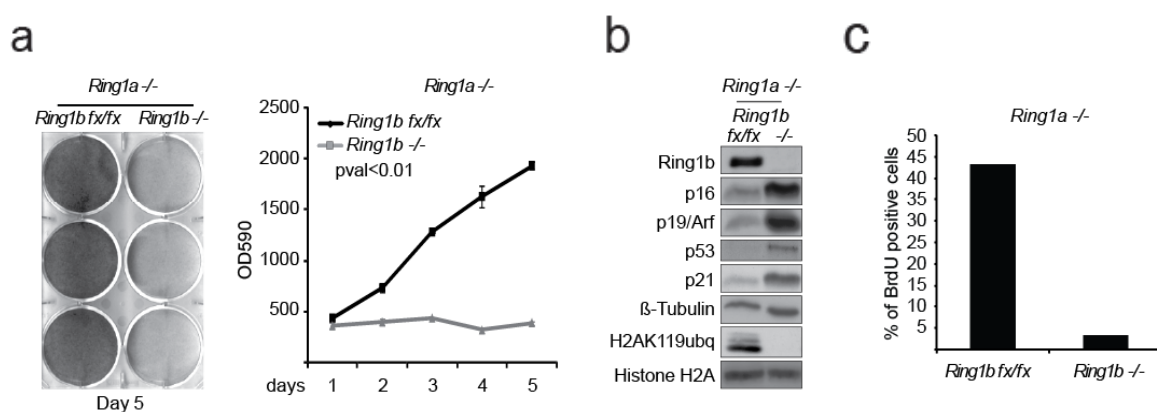 a
Ring1a -/-
Ring1b fx/fx Ring1b -/-
Day 5
Ring1a -/-
2500
2000
1500
1000
500
OD590
Ring1b fx/fx
Ring1b -/-
pval<0.01
days 1 2 3 4 5
b
Ring1a -/-
Ring1b
fx/fx -/-
Ring1b
p16
p19/Arf
p53
p21
ß-Tubulin
H2AK119ubq
Histone H2A
c
Ring1a -/-
% of BrdU positive cells
50
45
40
35
30
25
20
15
10
5
Ring1b fx/fx Ring1b -/-